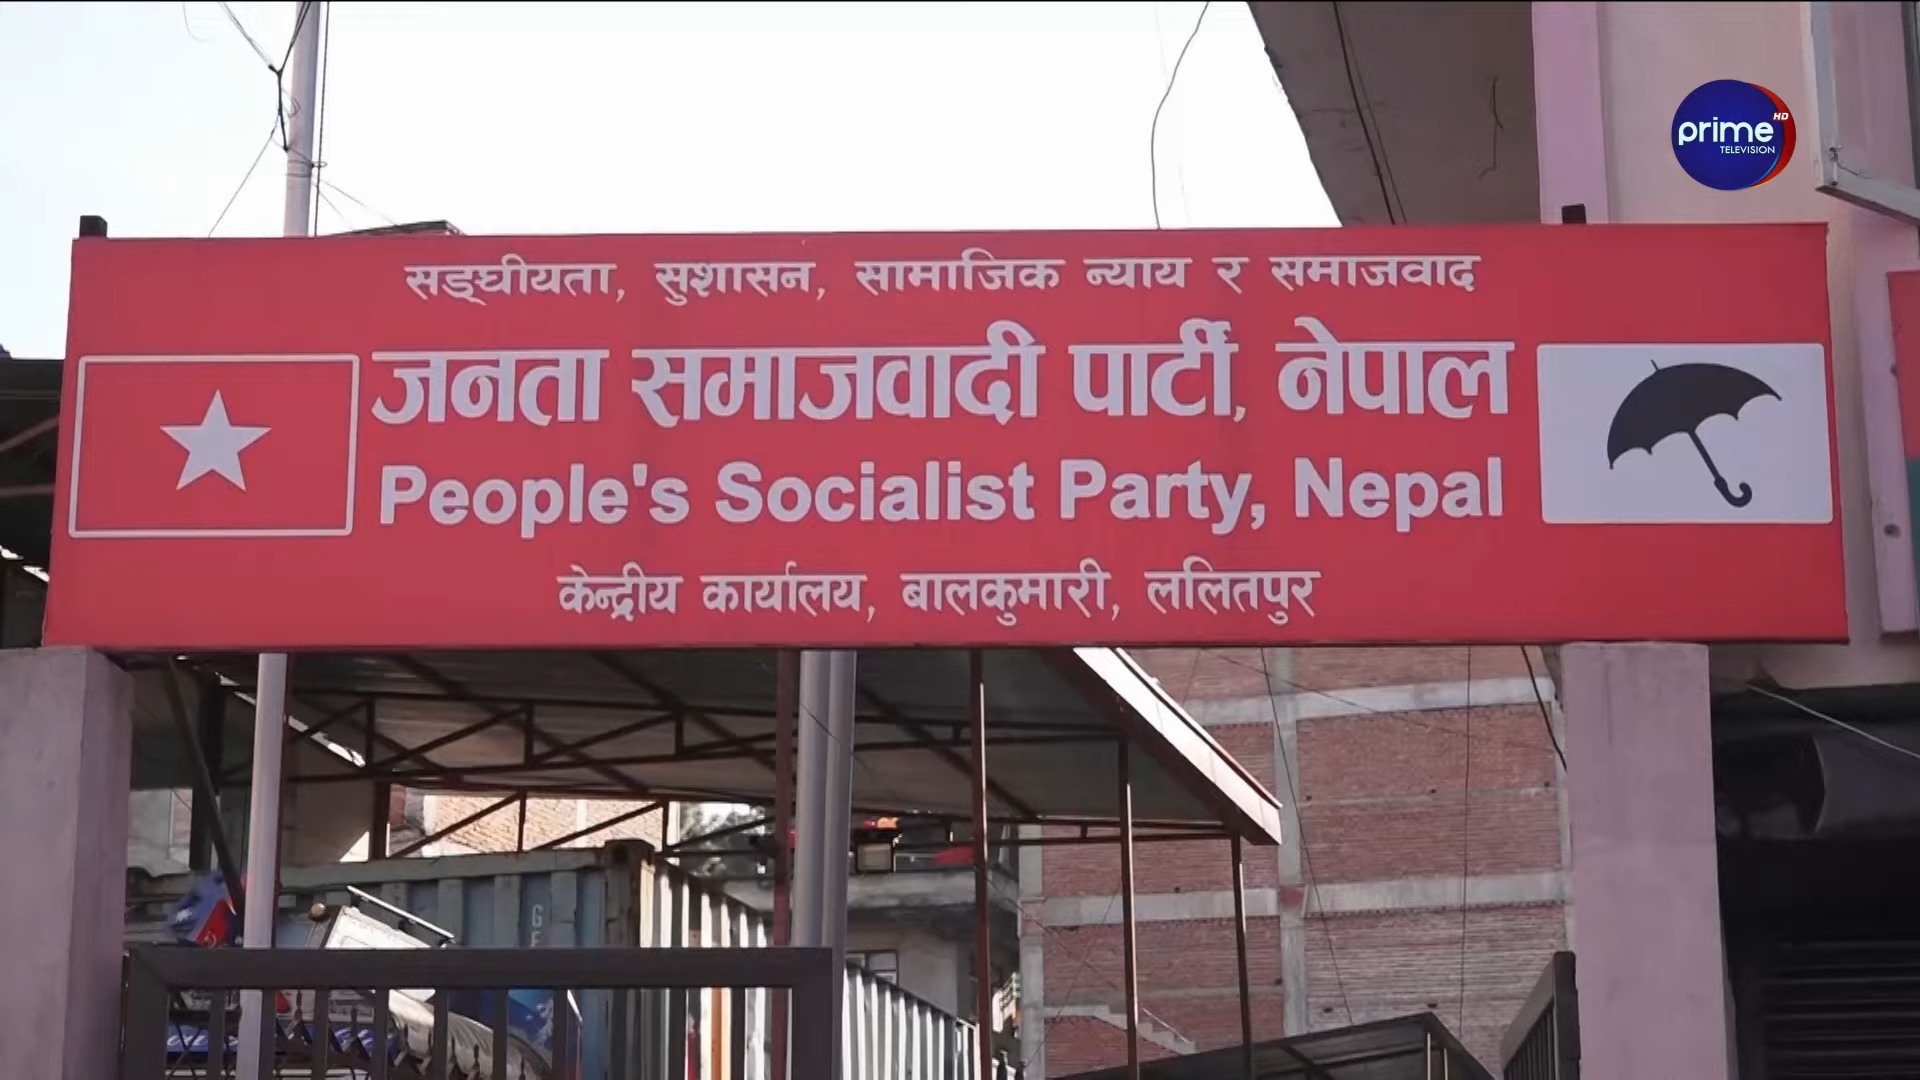 prime HD
TELEVISION
सङ्घीयता, सुशासन, सामाजिक न्याय र समाजवाद
जनता समाजवादी पार्टी, नेपाल
People's Socialist Party, Nepal
केन्द्रीय कार्यालय, बालकुमारी, ललितपुर